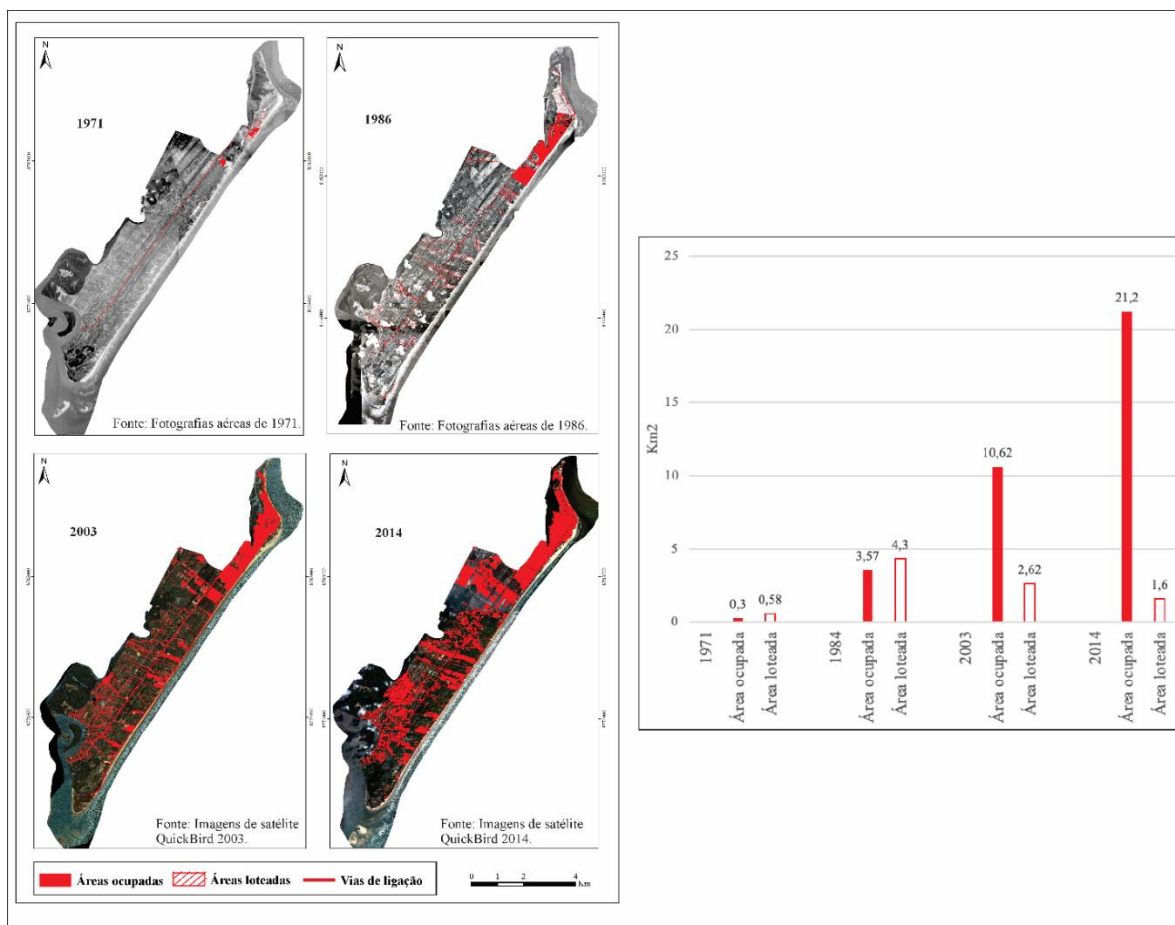 N
1971
Fonte: Fotografias aéreas de 1971.
N
1986
Fonte: Fotografias aéreas de 1986.
N
2003
Fonte: Imagens de satélite
QuickBird 2003.
N
2014
Fonte: Imagens de satélite
QuickBird 2014.
Áreas ocupadas
Áreas loteadas
Vias de ligação
0 1 2 4
Km
25
20
15
10
5
0
Km2
0,3
0,58
3,57
4,3
10,62
2,62
21,2
1,6
1971
Área ocupada
Área loteada
1984
Área ocupada
Área loteada
2003
Área ocupada
Área loteada
2014
Área ocupada
Área loteada